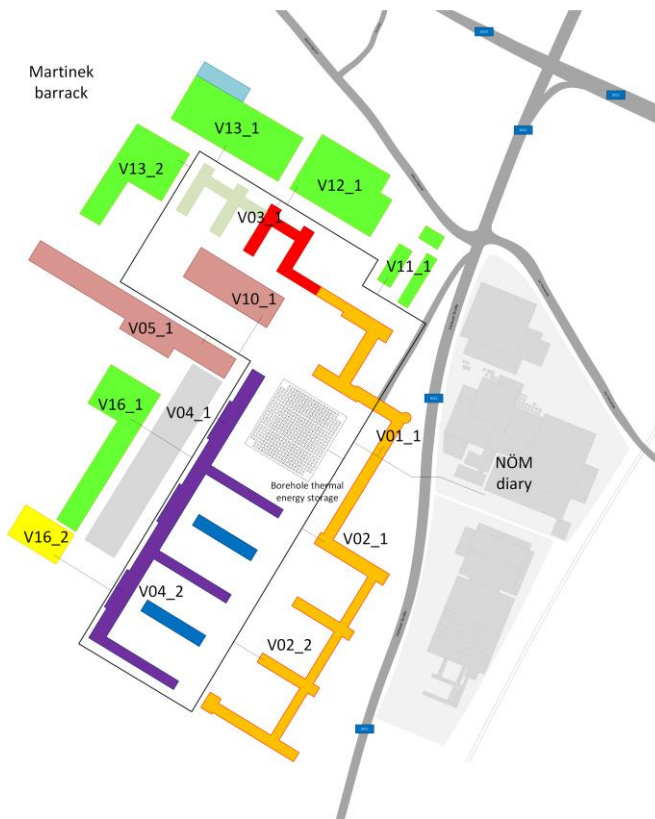 Martinek
barrack
V13_1
V13_2
V12_1
V03_1
V11_1
V10_1
V05_1
V16_1
V04_1
V01_1
Borehole thermal
energy storage
NÖM
diary
V16_2
V02_1
V04_2
V02_2